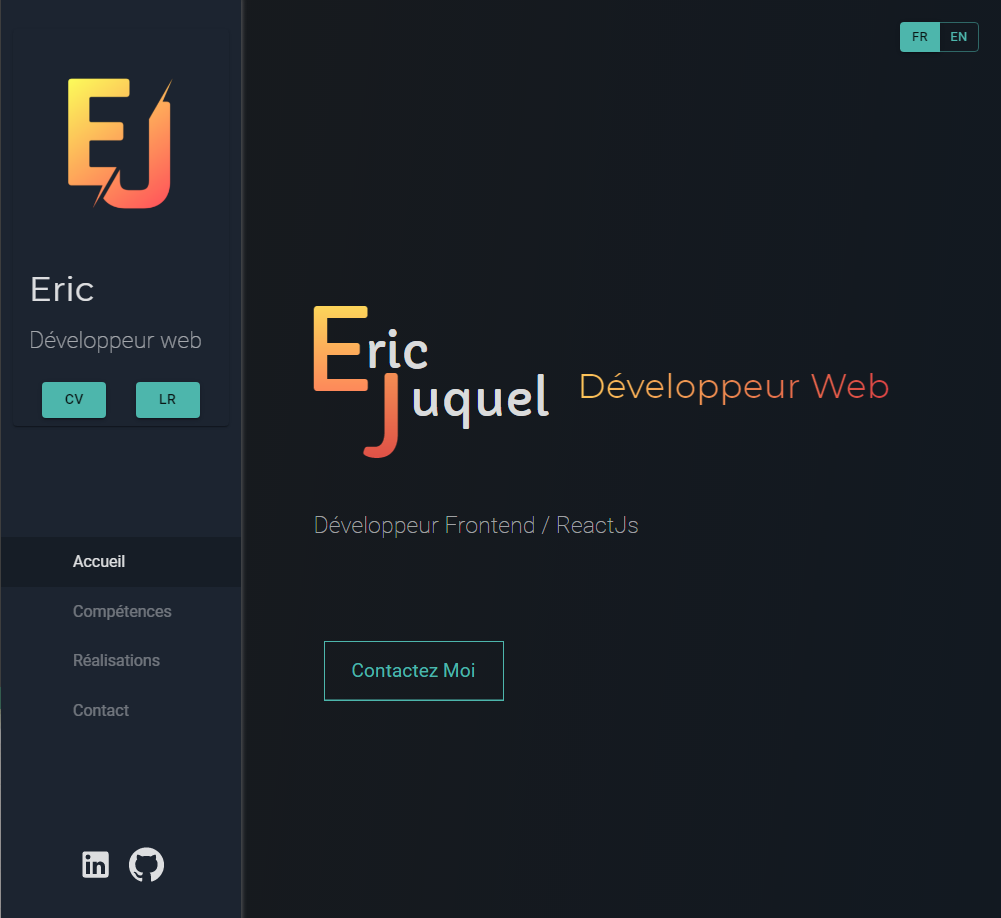 EJ
Eric
Développeur web
CV LR
Accueil
Compétences
Réalisations
Contact
in
FR EN
Eric
Juquel
Développeur Web
Développeur Frontend / ReactJs
Contactez Moi